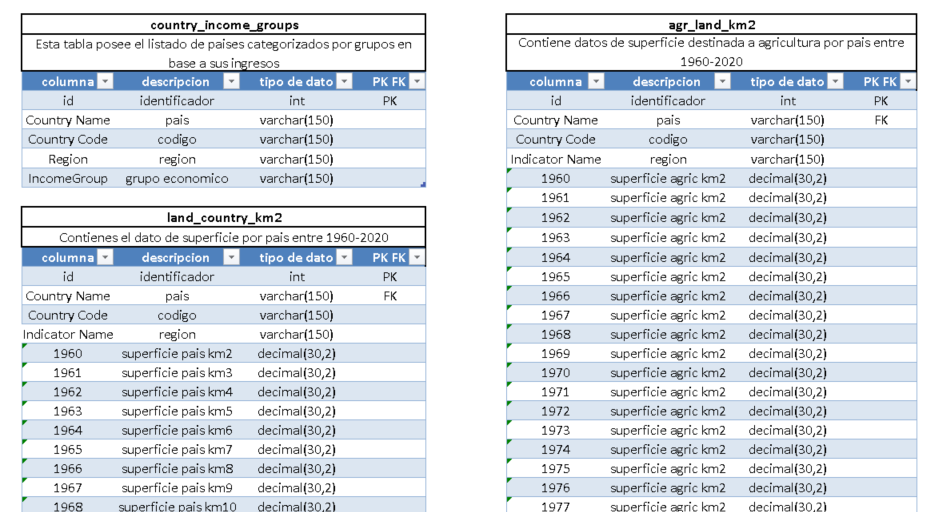 country_income_groups
Esta tabla posee el listado de paises categorizados por grupos en
base a sus ingresos
columna descripcion tipo de dato PK FK
id identificador int PK
Country Name pais varchar(150)
Country Code codigo varchar(150)
Region region varchar(150)
IncomeGroup grupo economico varchar(150)
land_country_km2
Contienes el dato de superficie por pais entre 1960-2020
columna descripcion tipo de dato PK FK
id identificador int PK
Country Name pais varchar(150) FK
Country Code codigo varchar(150)
Indicator Name region varchar(150)
1960 superficie pais km2 decimal(30,2)
1961 superficie pais km3 decimal(30,2)
1962 superficie pais km4 decimal(30,2)
1963 superficie pais km5 decimal(30,2)
1964 superficie pais km6 decimal(30,2)
1965 superficie pais km7 decimal(30,2)
1966 superficie pais km8 decimal(30,2)
1967 superficie pais km9 decimal(30,2)
1968 superficie pais km10 decimal(30,2)
agr_land_km2
Contiene datos de superficie destinada a agricultura por pais entre
1960-2020
columna descripcion tipo de dato PK FK
id identificador int PK
Country Name pais varchar(150) FK
Country Code codigo varchar(150)
Indicator Name region varchar(150)
1960 superficie agric km2 decimal(30,2)
1961 superficie agric km2 decimal(30,2)
1962 superficie agric km2 decimal(30,2)
1963 superficie agric km2 decimal(30,2)
1964 superficie agric km2 decimal(30,2)
1965 superficie agric km2 decimal(30,2)
1966 superficie agric km2 decimal(30,2)
1967 superficie agric km2 decimal(30,2)
1968 superficie agric km2 decimal(30,2)
1969 superficie agric km2 decimal(30,2)
1970 superficie agric km2 decimal(30,2)
1971 superficie agric km2 decimal(30,2)
1972 superficie agric km2 decimal(30,2)
1973 superficie agric km2 decimal(30,2)
1974 superficie agric km2 decimal(30,2)
1975 superficie agric km2 decimal(30,2)
1976 superficie agric km2 decimal(30,2)
1977 superficie agric km2 decimal(30,2)